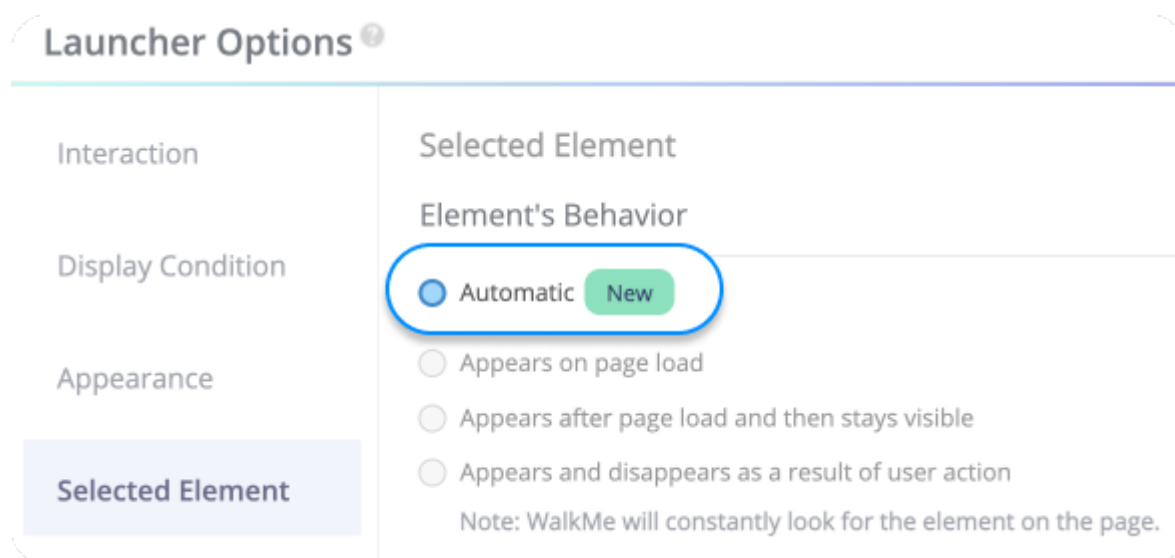 Launcher Options ?
Interaction
Display Condition
Appearance
Selected Element
Selected Element
Element's Behavior
Automatic New
Appears on page load
Appears after page load and then stays visible
Appears and disappears as a result of user action
Note: WalkMe will constantly look for the element on the page.